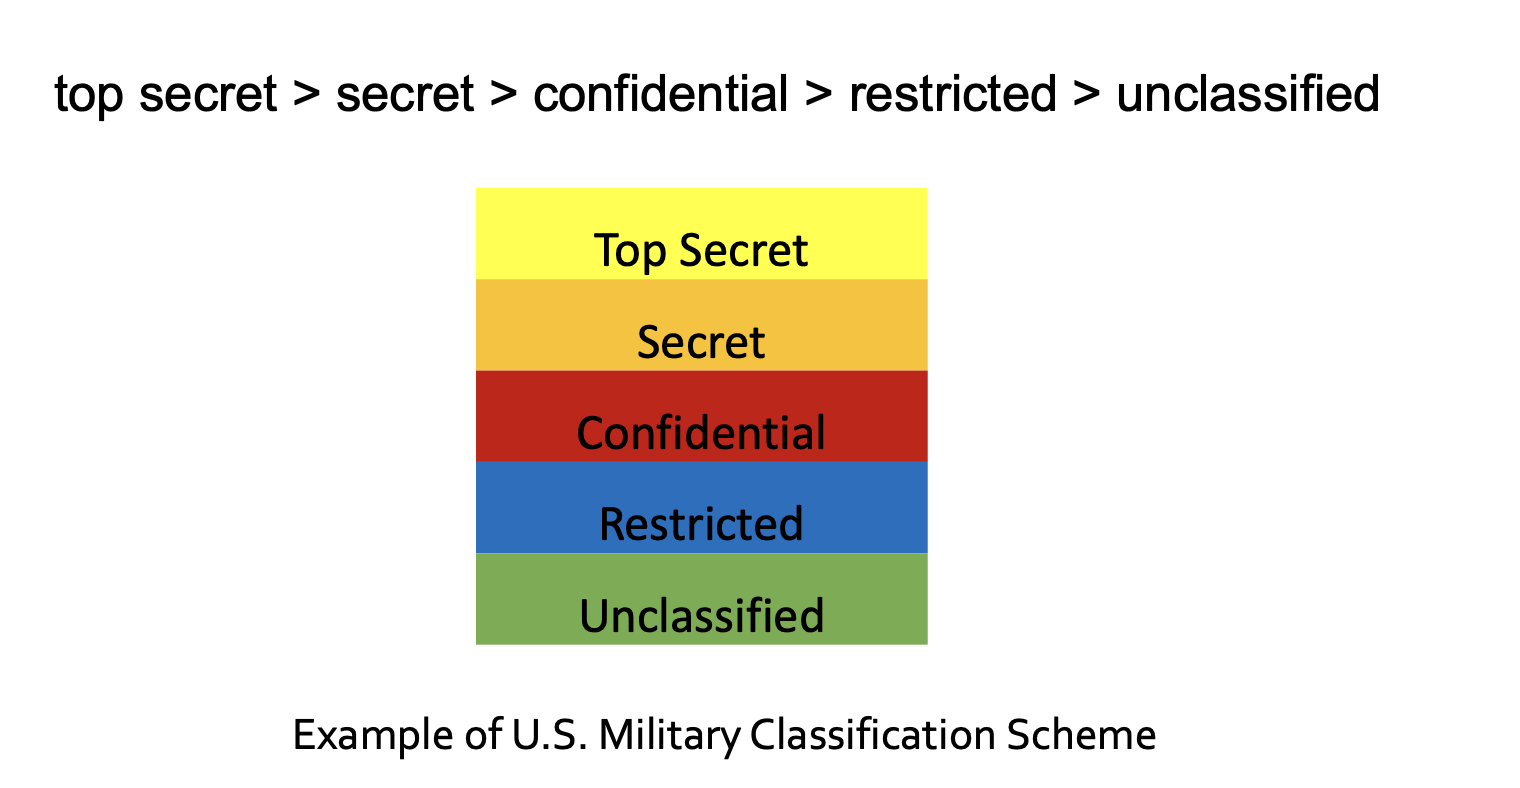 top secret > secret > confidential > restricted > unclassified
Top Secret
Secret
Confidential
Restricted
Unclassified
Example of U.S. Military Classification Scheme